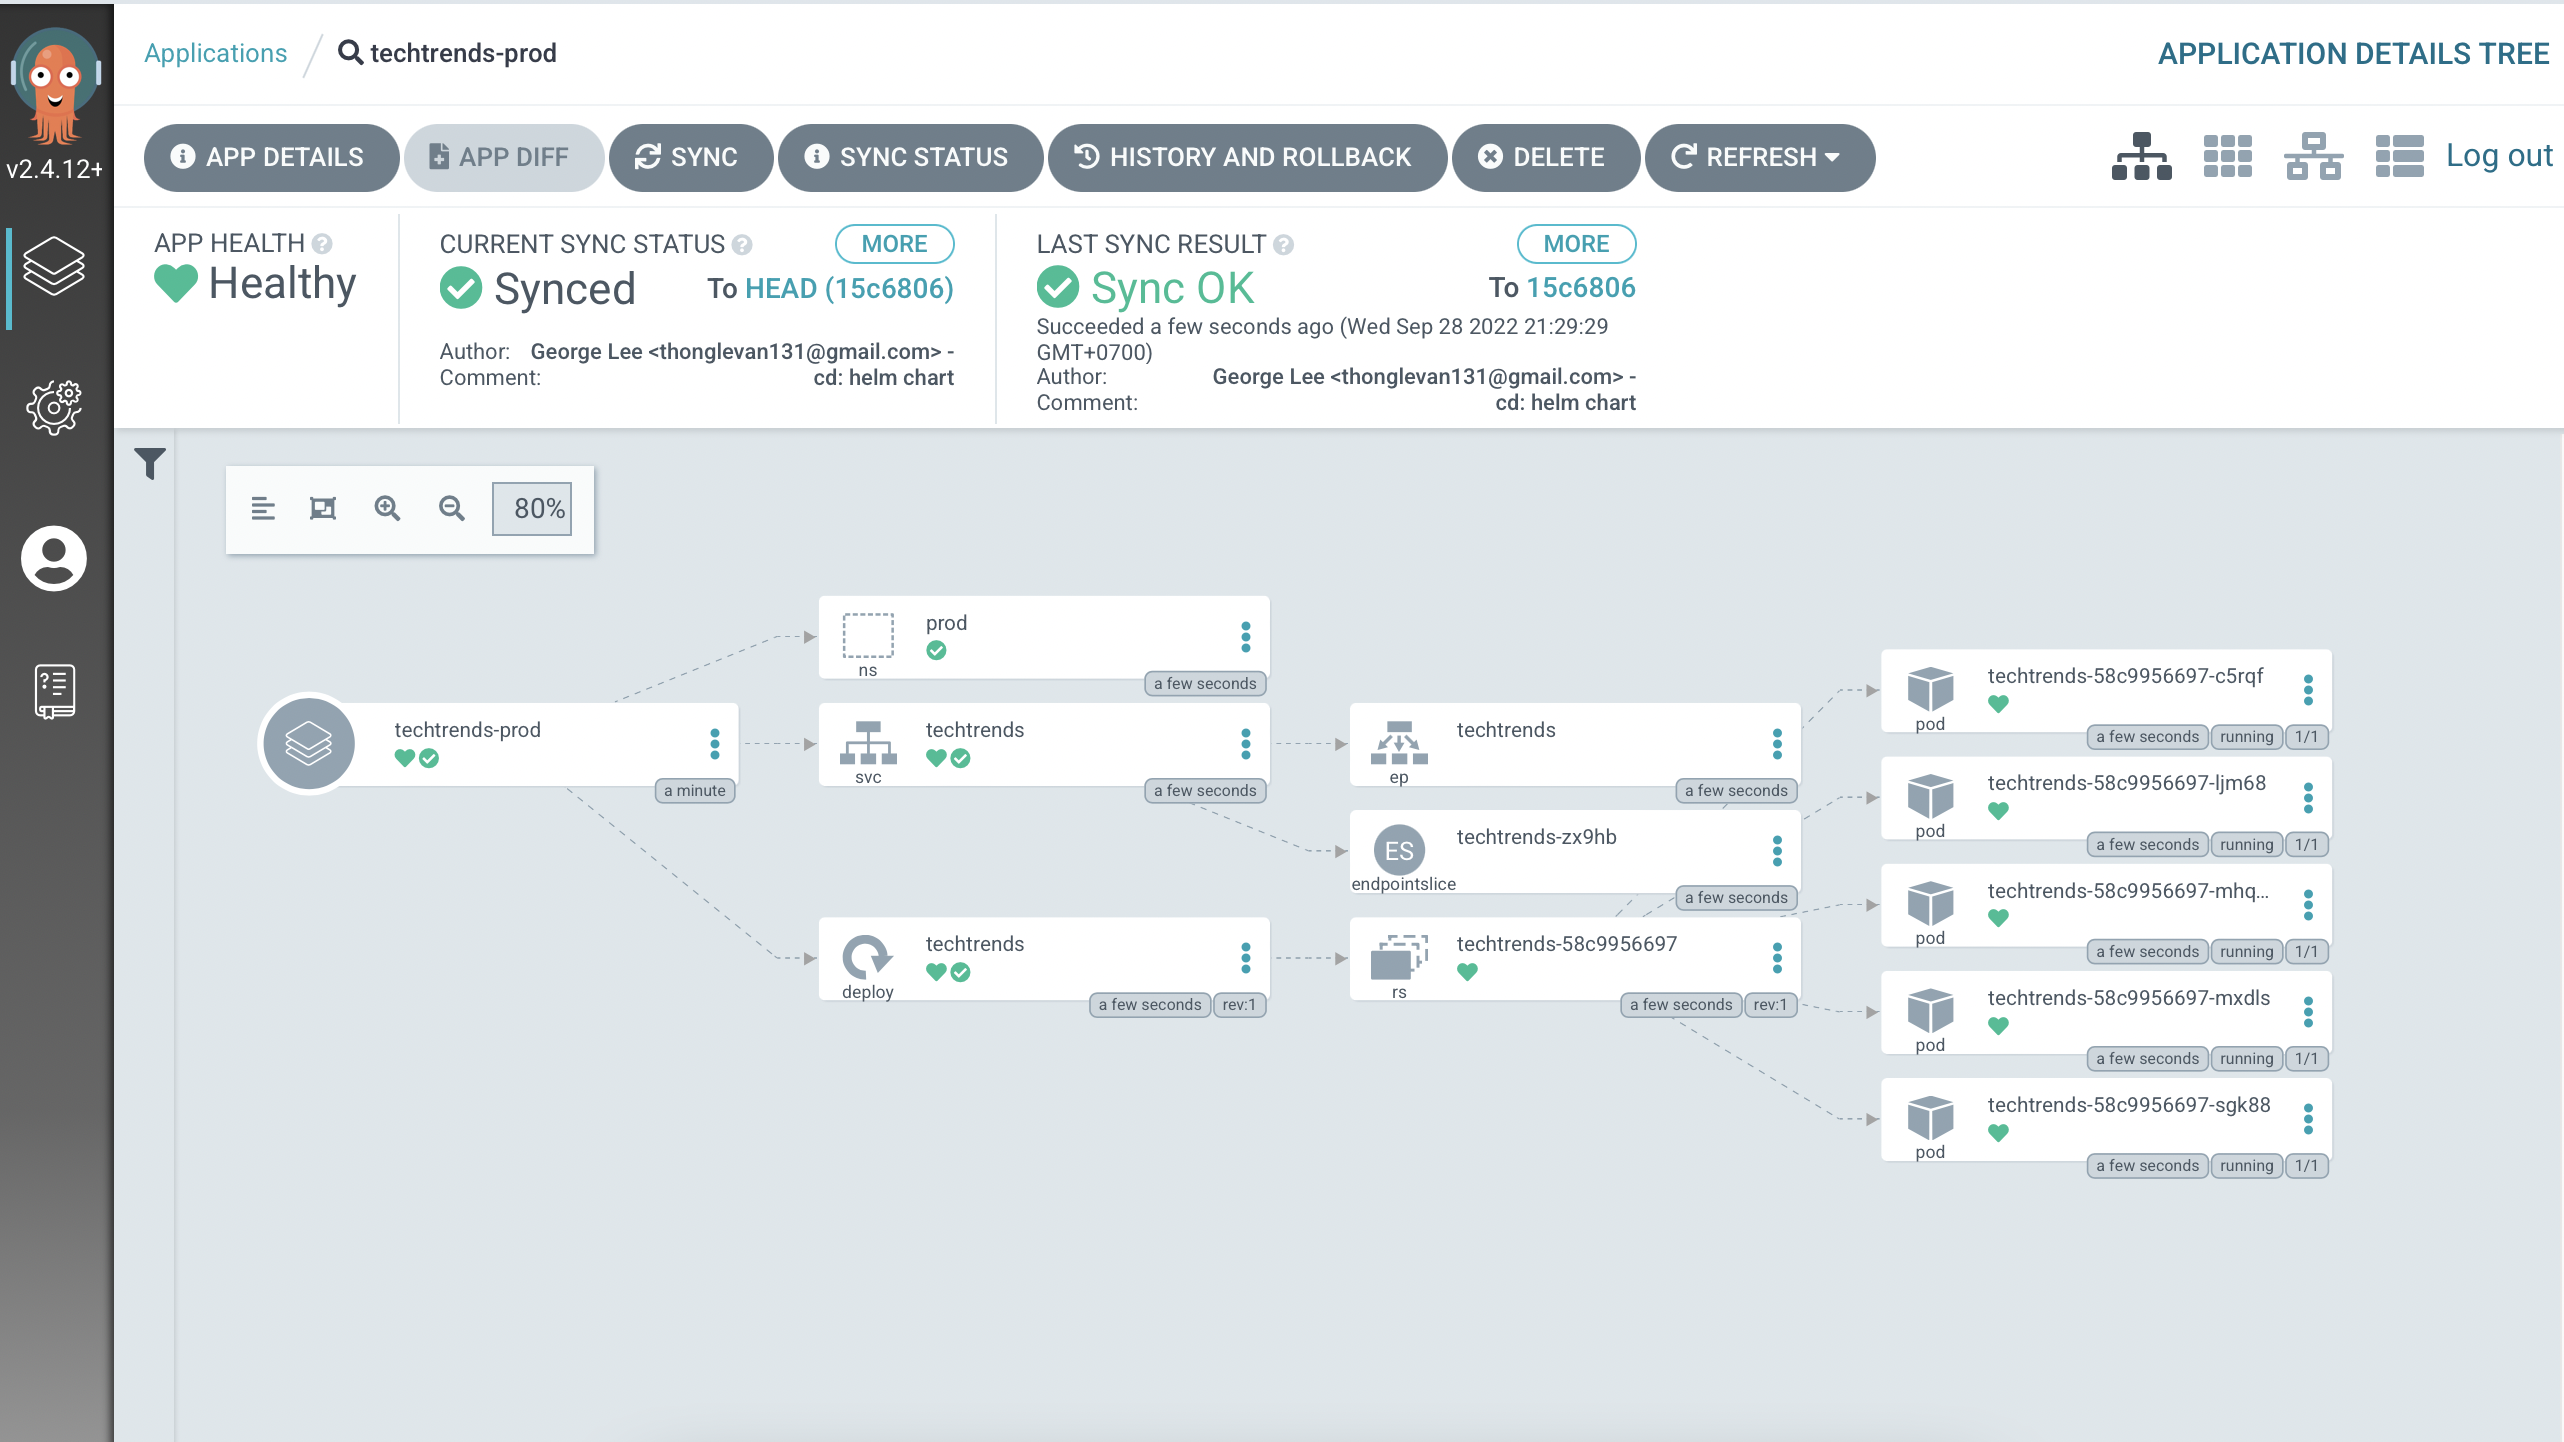 Applications
techtrends-prod
APPLICATION DETAILS TREE
v2.4.12+
APP DETAILS
APP DIFF
SYNC
SYNC STATUS
HISTORY AND ROLLBACK
DELETE
REFRESH
Log out
APP HEALTH
Healthy
CURRENT SYNC STATUS
MORE
Synced
To HEAD (15c6806)
Author: George Lee <thonglevan131@gmail.com> -
Comment: cd: helm chart
LAST SYNC RESULT
MORE
Sync OK
To 15c6806
Succeeded a few seconds ago (Wed Sep 28 2022 21:29:29
GMT+0700)
Author: George Lee <thonglevan131@gmail.com> -
Comment: cd: helm chart
80%
techtrends-prod
a minute
prod
ns
a few seconds
techtrends
svc
a few seconds
techtrends
deploy
a few seconds rev:1
techtrends
ep
a few seconds
ES
techtrends-zx9hb
endpointslice
a few seconds
techtrends-58c9956697
rs
a few seconds rev:1
techtrends-58c9956697-c5rqf
pod
a few seconds running 1/1
techtrends-58c9956697-ljm68
pod
a few seconds running 1/1
techtrends-58c9956697-mhq...
pod
a few seconds running 1/1
techtrends-58c9956697-mxdls
pod
a few seconds running 1/1
techtrends-58c9956697-sgk88
pod
a few seconds running 1/1